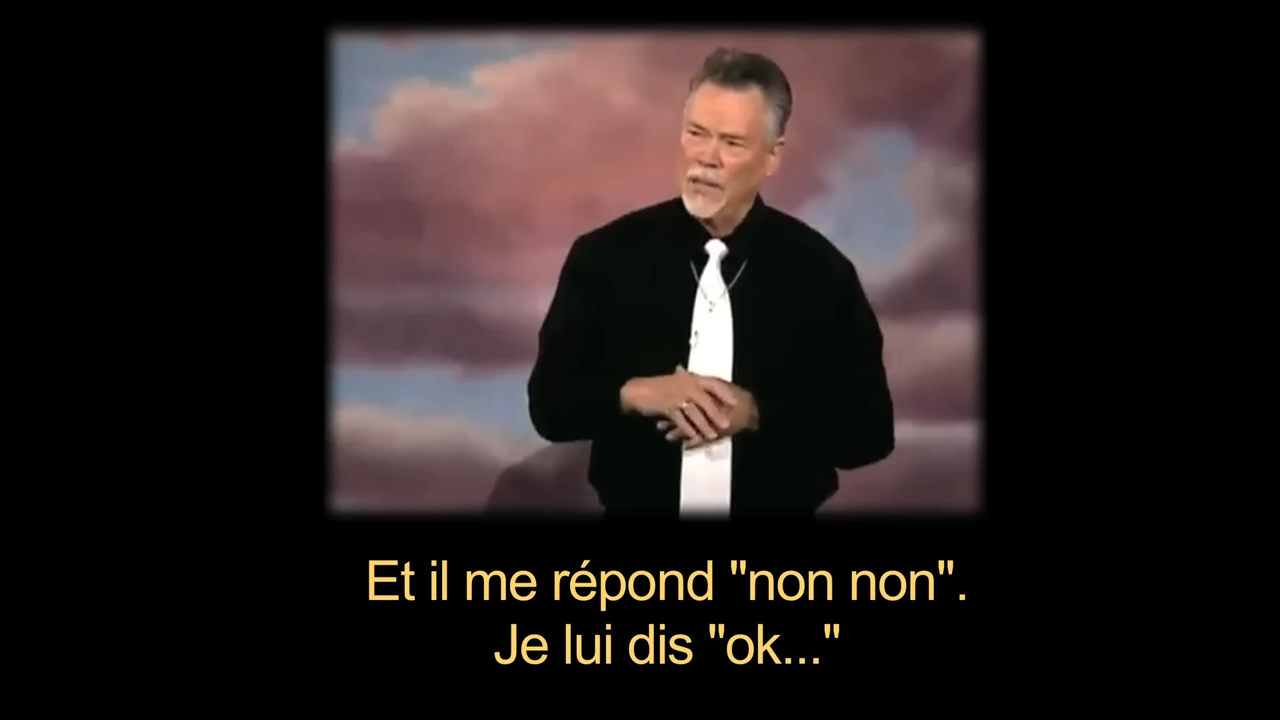 Et il me répond "non non".
Je lui dis "ok..."